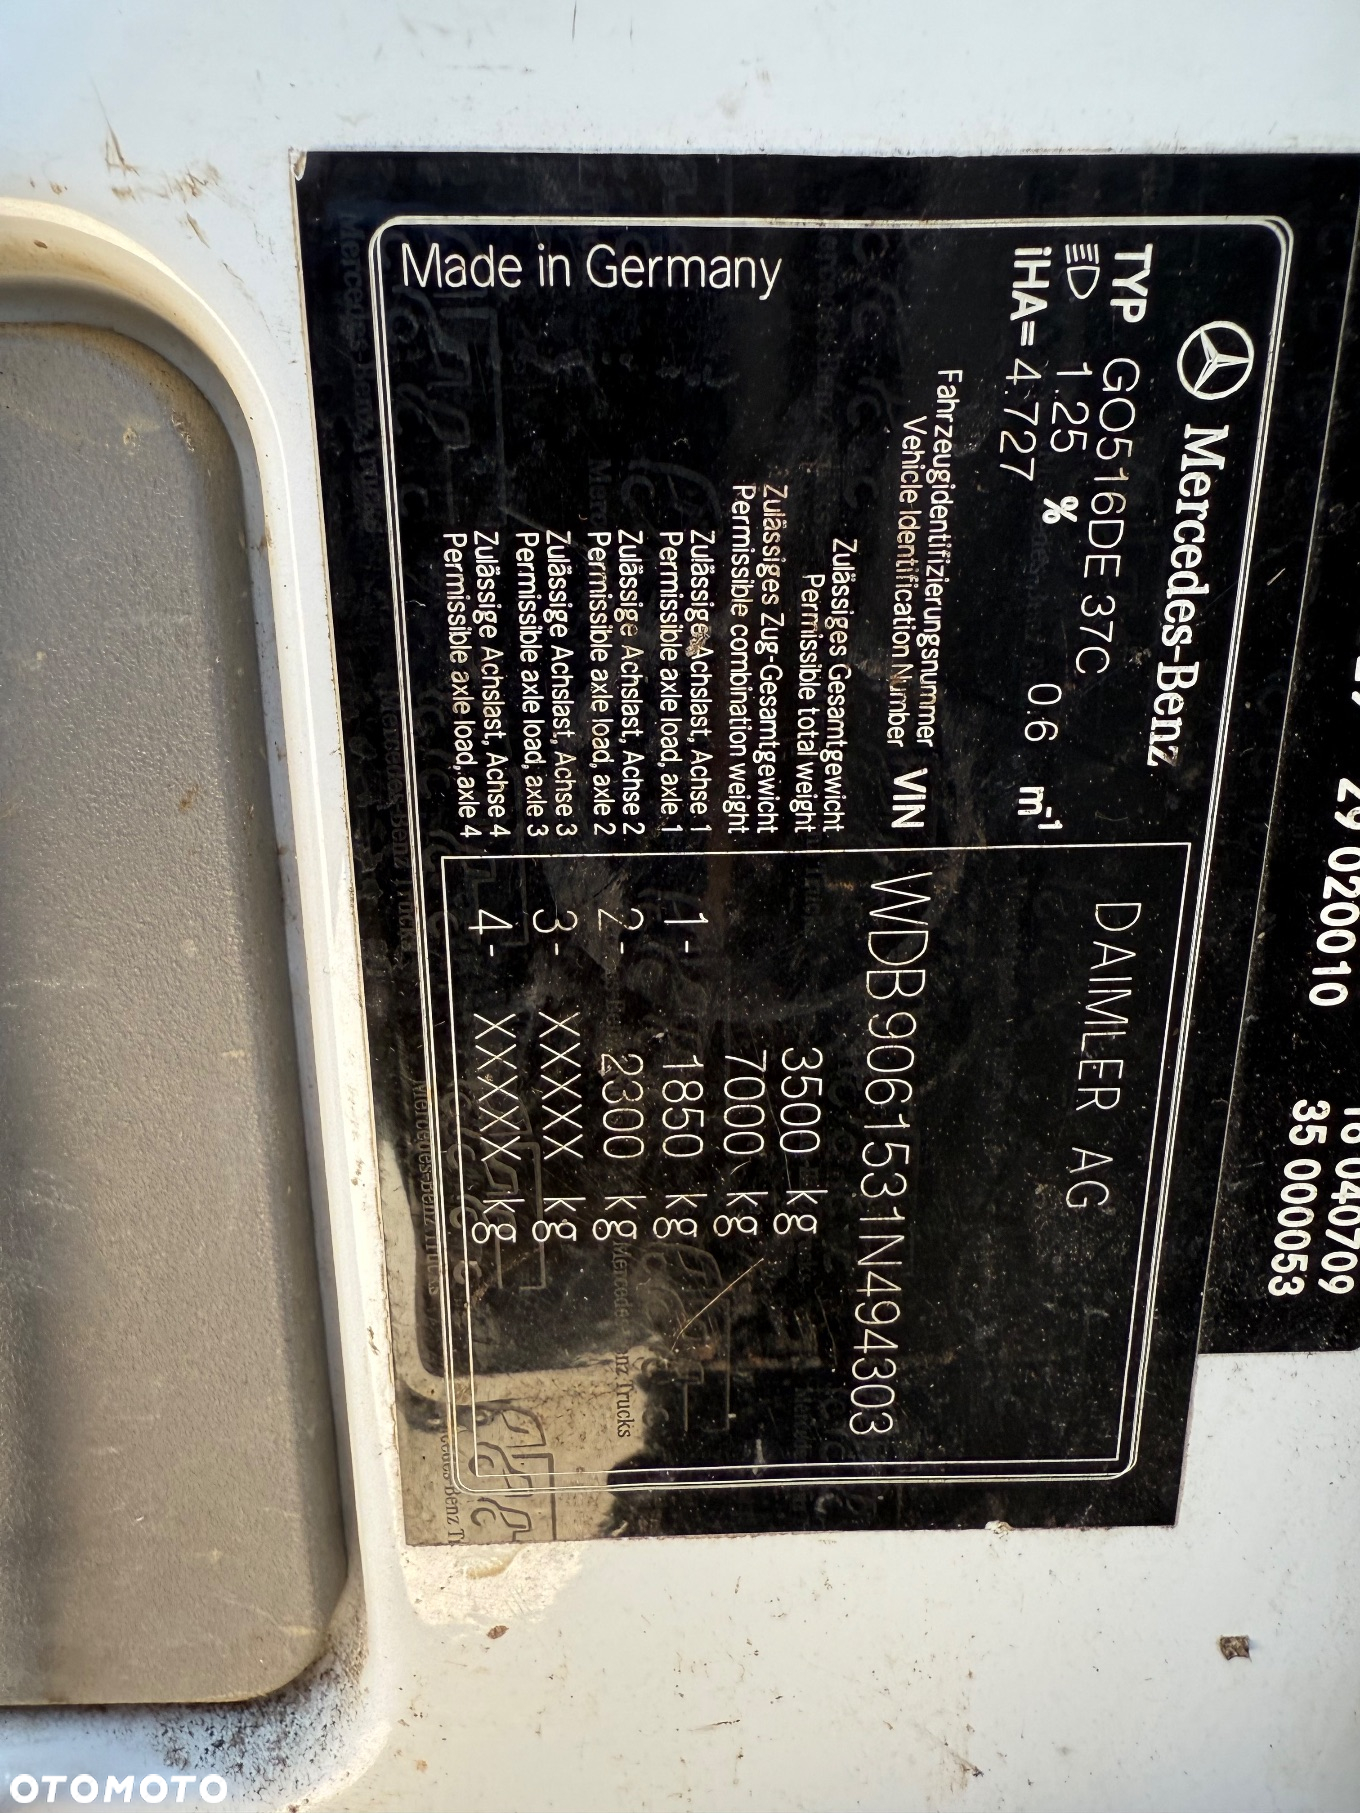 Mercedes-Benz
DAIMLER AG
TYP GO516DE37C
1.25 % 0.6 m-1
iHA= 4.727
Fahrzeugidentifizierungsnummer
Vehicle Identification Number VIN WDB9061531N494303
Zulässiges Gesamtgewicht
Permissible total weight 3500 kg
Zulässiges Zug-Gesamtgewicht
Permissible combination weight 7000 kg
Zulässige Achslast, Achse 1
Permissible axle load, axle 1 1- 1850 kg
Zulässige Achslast, Achse 2
Permissible axle load, axle 2 2- 2300 kg
Zulässige Achslast, Achse 3
Permissible axle load, axle 3 3- XXXXX kg
Zulässige Achslast, Achse 4
Permissible axle load, axle 4 4- XXXXX kg
Made in Germany
29 020010
040709
35 000053
OTOMOTO